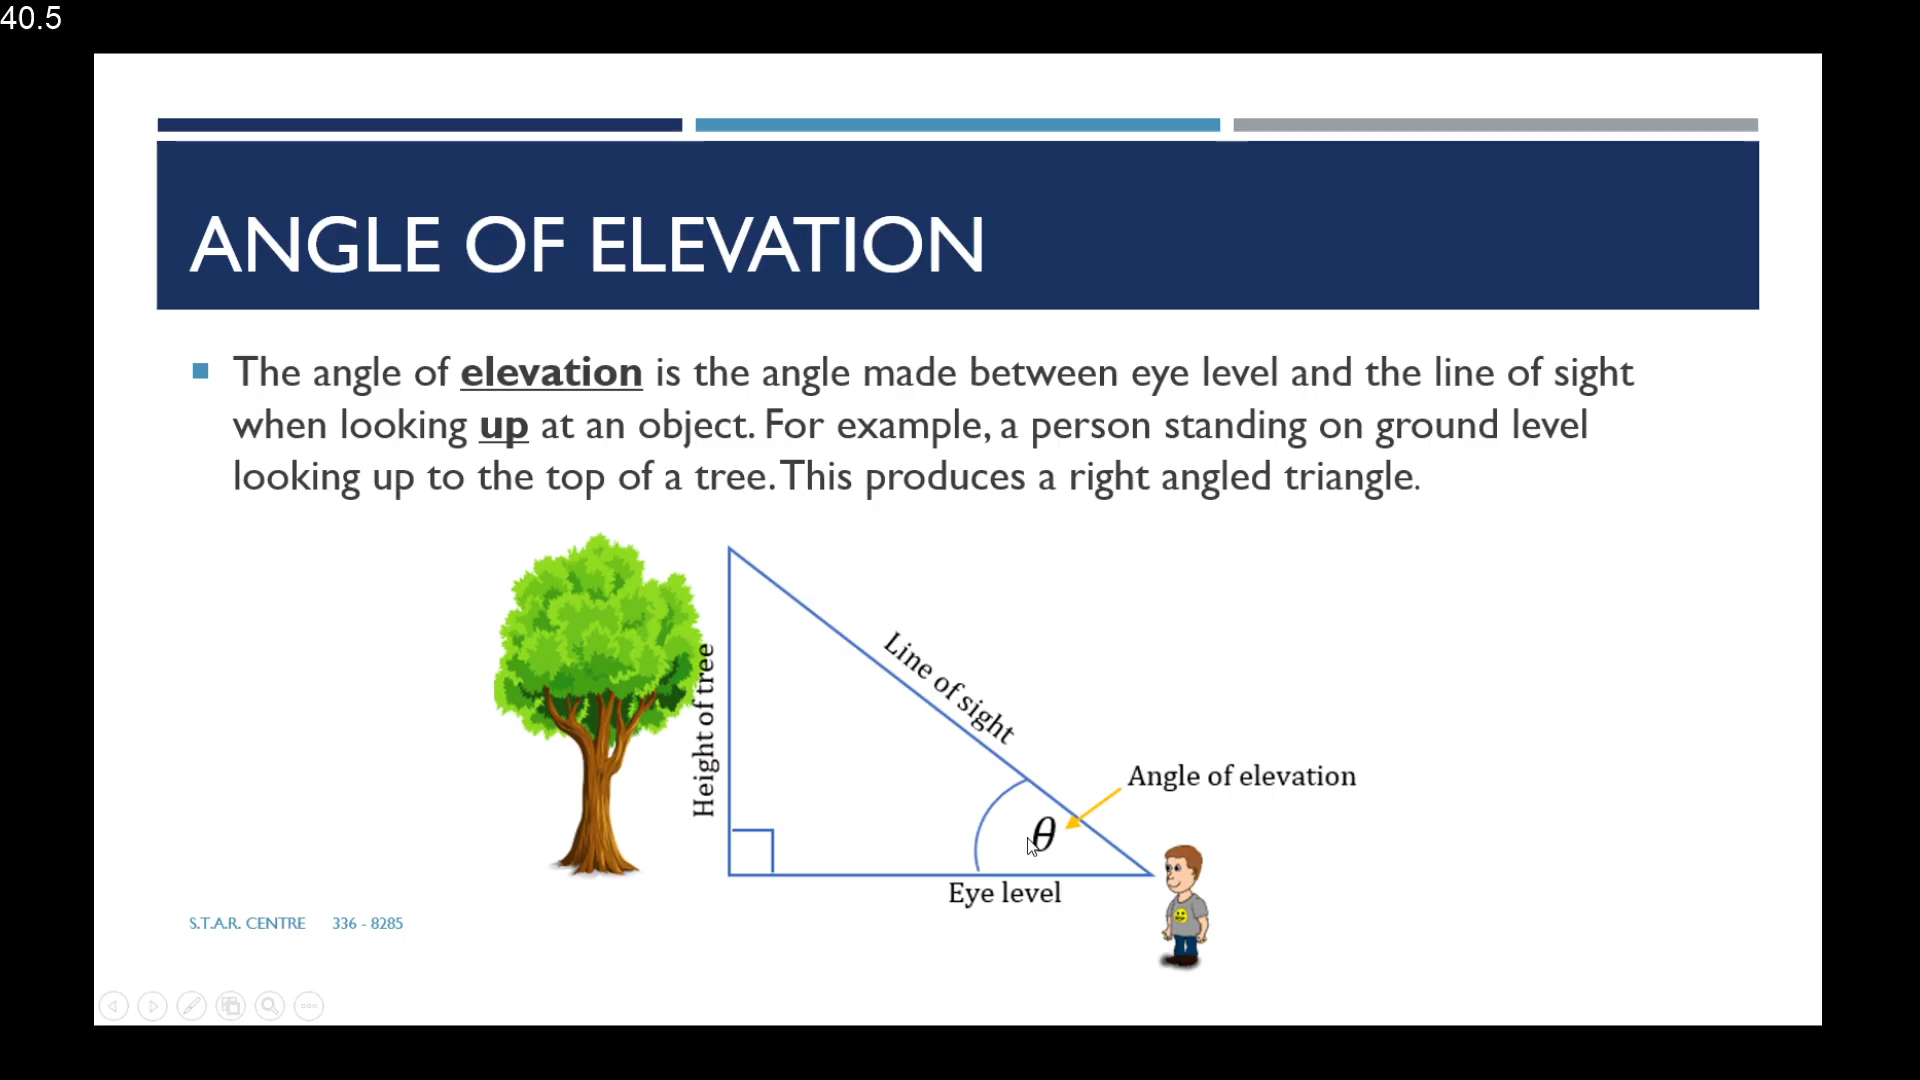 40.5
ANGLE OF ELEVATION
The angle of elevation is the angle made between eye level and the line of sight
when looking up at an object. For example, a person standing on ground level
looking up to the top of a tree. This produces a right angled triangle.
Height of tree
Line of sight
Angle of elevation
θ
Eye level
S.T.A.R. CENTRE 336 - 8285